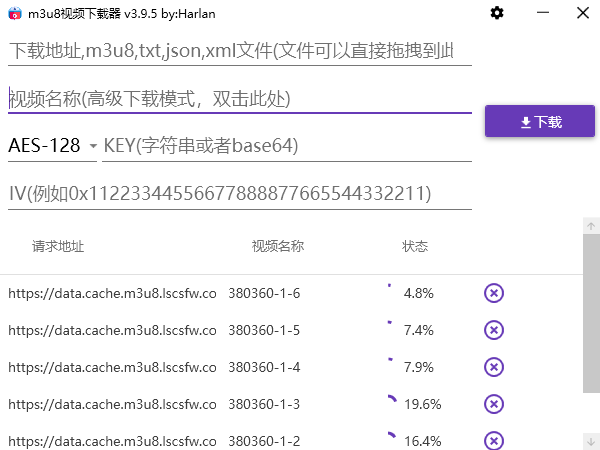 m3u8视频下载器 v3.9.5 by:Harlan
下载地址,m3u8,txt,json,xml文件(文件可以直接拖拽到此
视频名称(高级下载模式，双击此处)
下载
AES-128 KEY(字符串或者base64)
IV(例如0x11223344556677888877665544332211)
请求地址 视频名称 状态
https://data.cache.m3u8.lscsfw.co 380360-1-6 4.8%
https://data.cache.m3u8.lscsfw.co 380360-1-5 7.4%
https://data.cache.m3u8.lscsfw.co 380360-1-4 7.9%
https://data.cache.m3u8.lscsfw.co 380360-1-3 19.6%
https://data.cache.m3u8.lscsfw.co 380360-1-2 16.4%